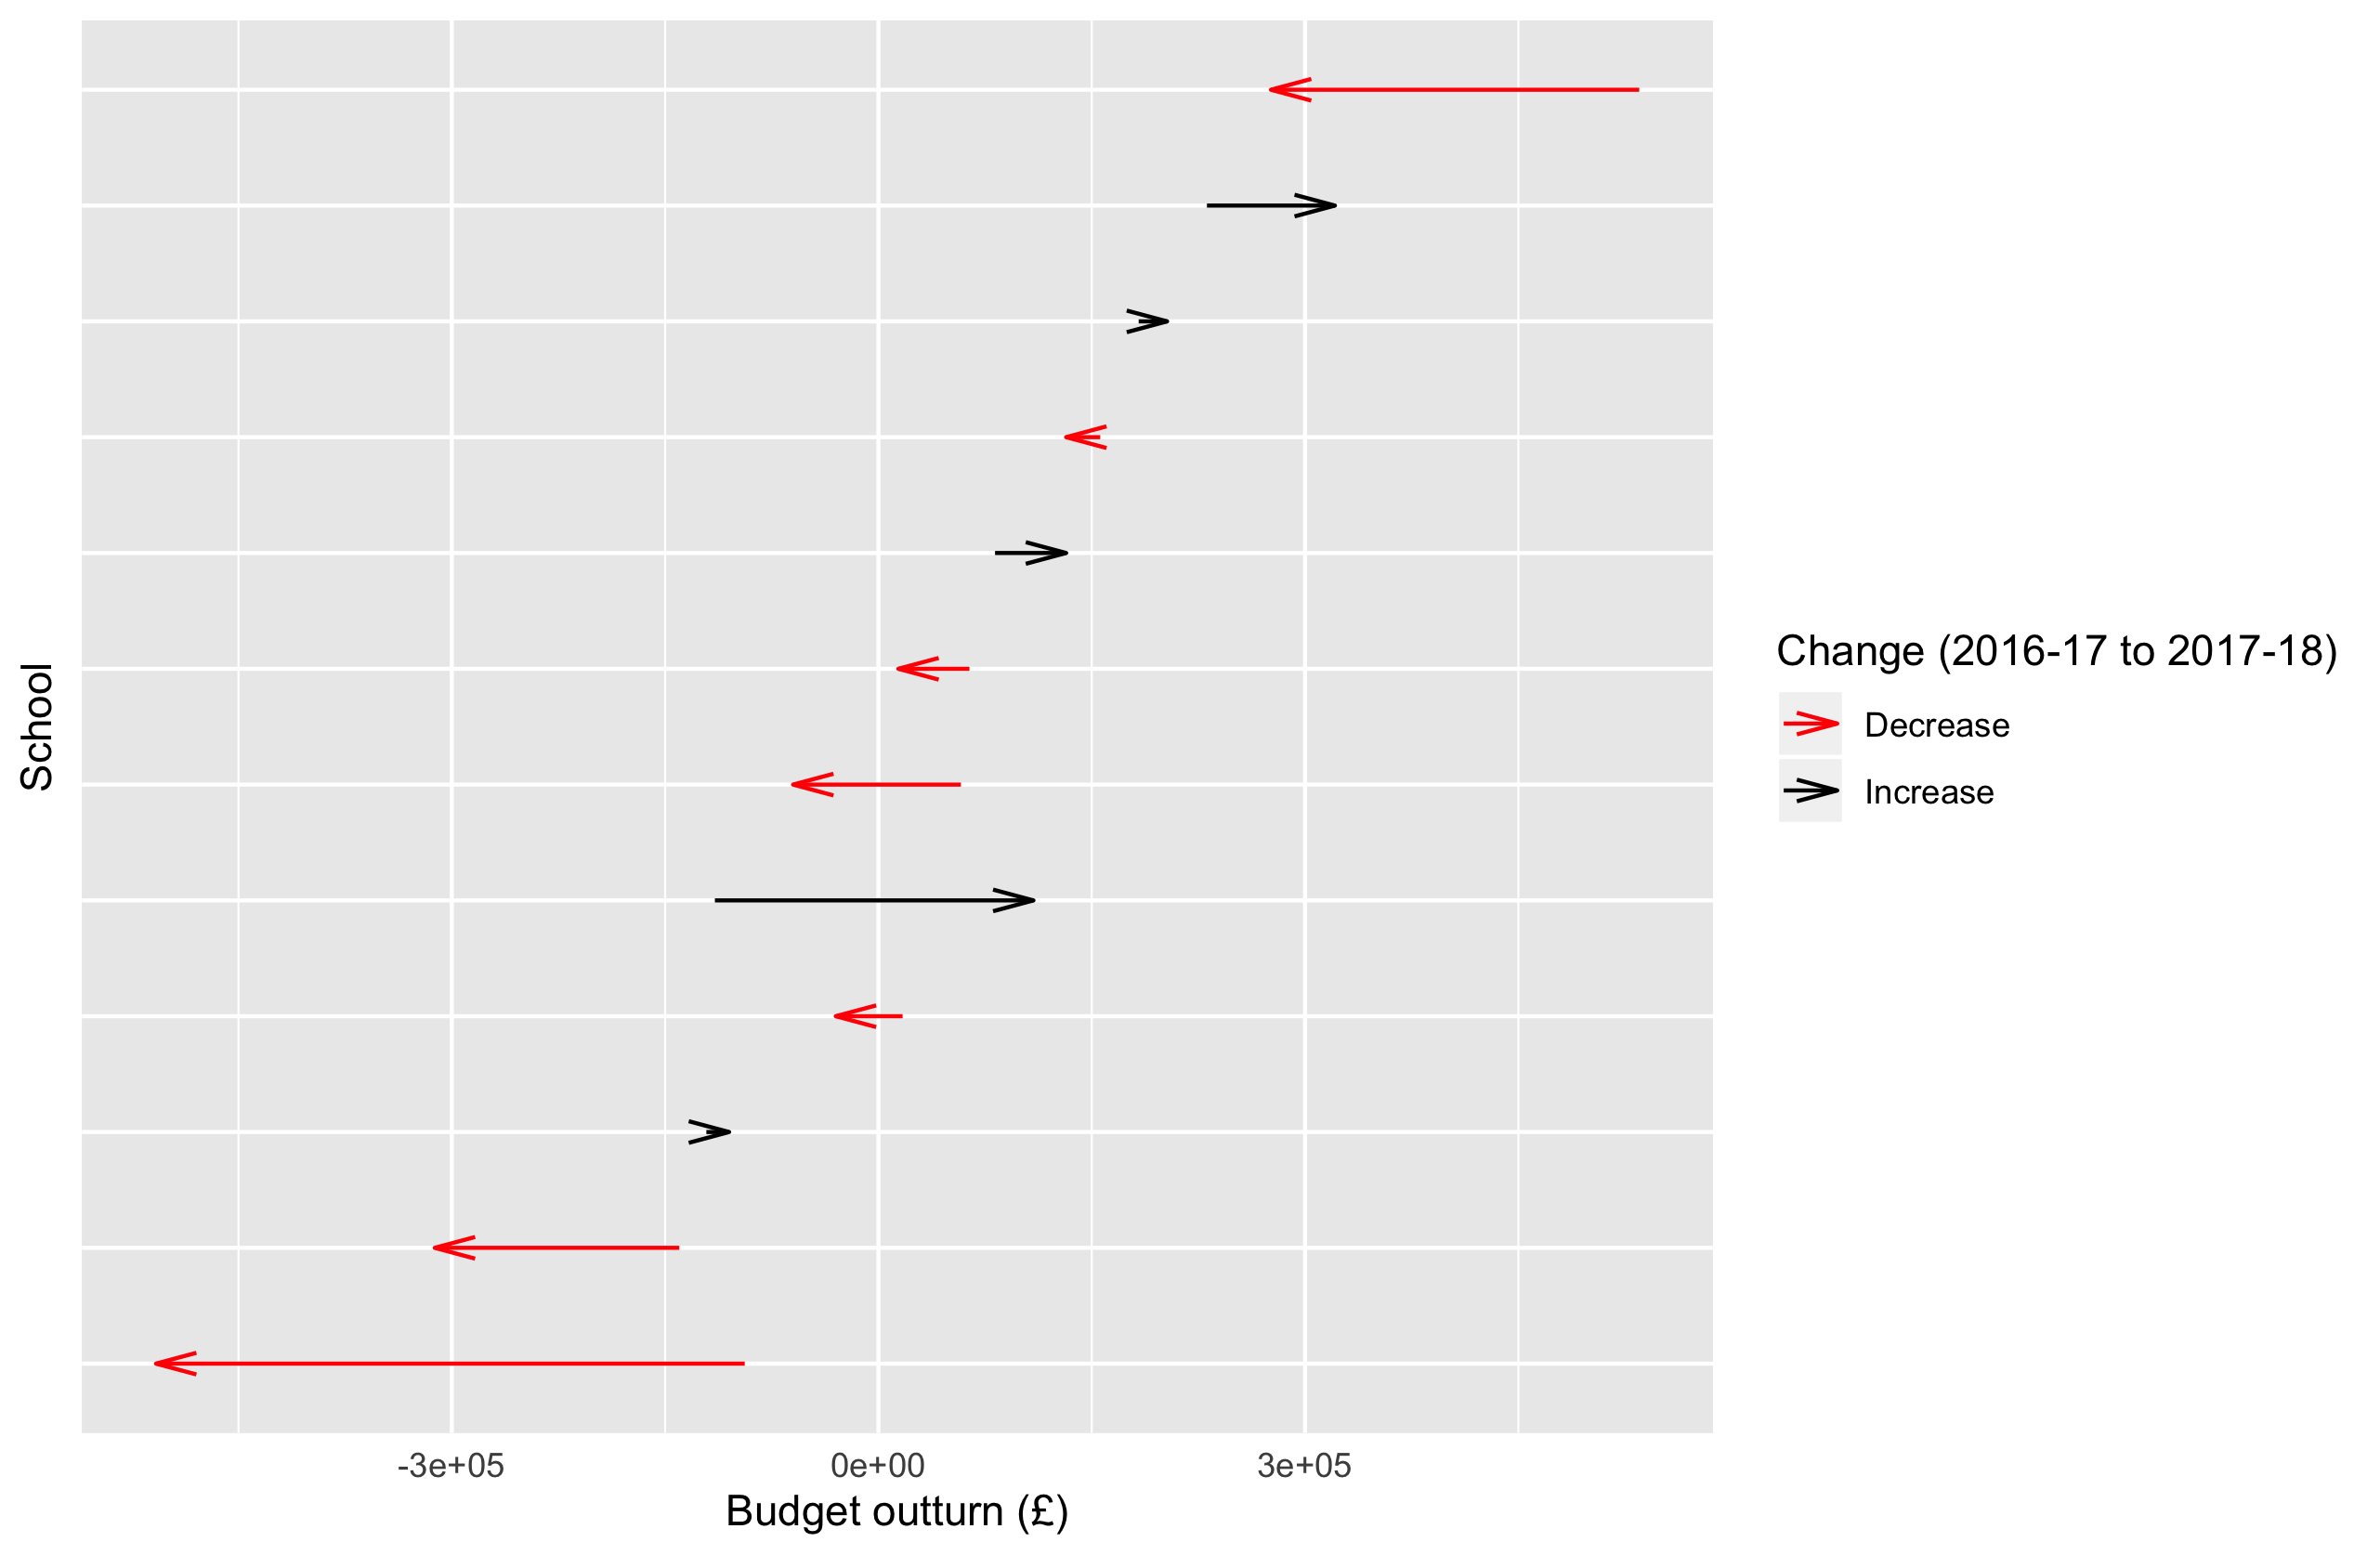 School
-3e+05
0e+00
3e+05
Budget outturn (£)
Change (2016-17 to 2017-18)
Decrease
Increase